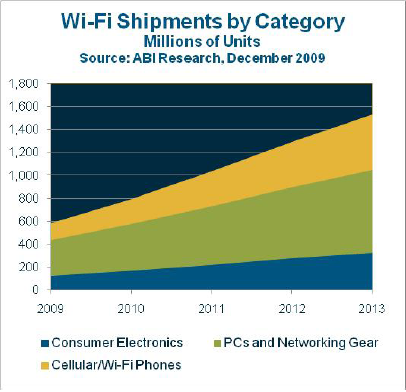 Wi-Fi Shipments by Category
Millions of Units
Source: ABI Research, December 2009
1,800
1,600
1,400
1,200
1,000
800
600
400
200
0
2009 2010 2011 2012 2013
Consumer Electronics PCs and Networking Gear
Cellular/Wi-Fi Phones